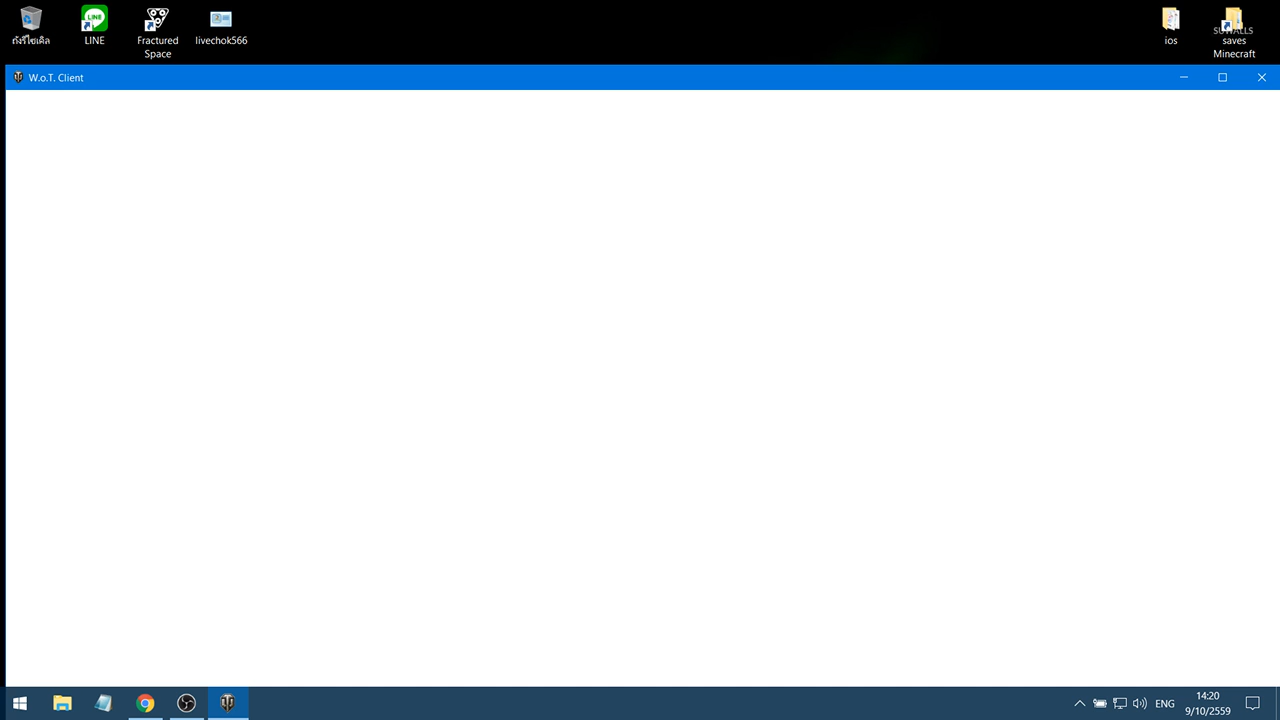 ถังรีไซเคิล
LINE
Fractured
Space
livechok566
ios
saves
Minecraft
W.o.T. Client
ENG
14:20
9/10/2559